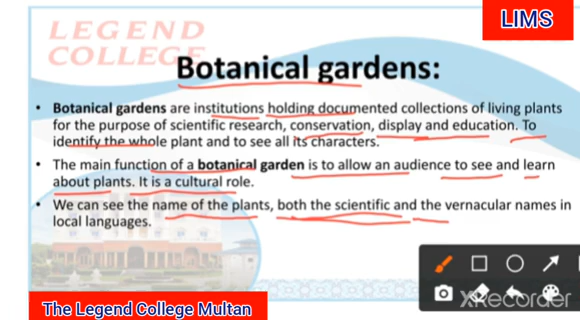 LIMS
LEGEND
COLLEGE
Botanical gardens:
• Botanical gardens are institutions holding documented collections of living plants
for the purpose of scientific research, conservation, display and education. To
identify the whole plant and to see all its characters.
• The main function of a botanical garden is to allow an audience to see and learn
about plants. It is a cultural role.
• We can see the name of the plants, both the scientific and the vernacular names in
local languages.
XRecorder
The Legend College Multan